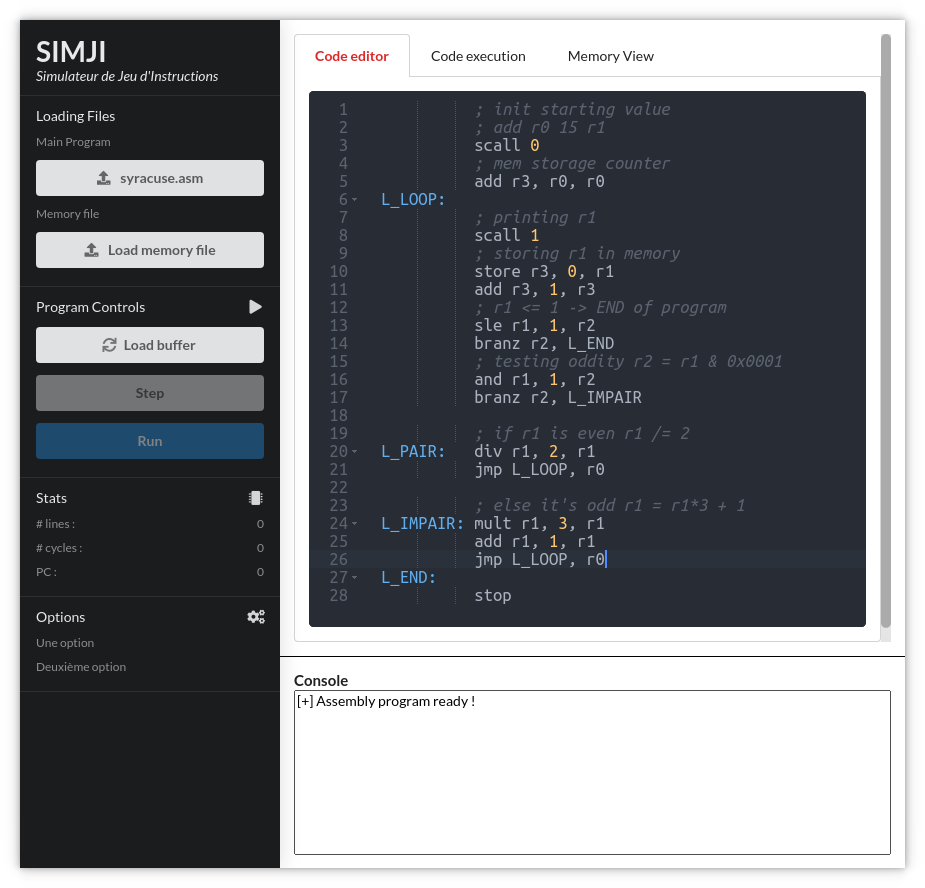 SIMJI
Simulateur de Jeu d'Instructions
Loading Files
Main Program
syracuse.asm
Memory file
Load memory file
Program Controls
Load buffer
Step
Run
Stats
# lines : 0
# cycles : 0
PC : 0
Options
Une option
Deuxième option
Code editor Code execution Memory View
1 ; init starting value
2 ; add r0 15 r1
3 scall 0
4 ; mem storage counter
5 add r3, r0, r0
6 L_LOOP:
7 ; printing r1
8 scall 1
9 ; storing r1 in memory
10 store r3, 0, r1
11 add r3, 1, r3
12 ; r1 <= 1 -> END of program
13 sle r1, 1, r2
14 branz r2, L_END
15 ; testing oddity r2 = r1 & 0x0001
16 and r1, 1, r2
17 branz r2, L_IMPAIR
18
19 ; if r1 is even r1 /= 2
20 L_PAIR: div r1, 2, r1
21 jmp L_LOOP, r0
22
23 ; else it's odd r1 = r1*3 + 1
24 L_IMPAIR: mult r1, 3, r1
25 add r1, 1, r1
26 jmp L_LOOP, r0
27 L_END:
28 stop
Console
[+] Assembly program ready !